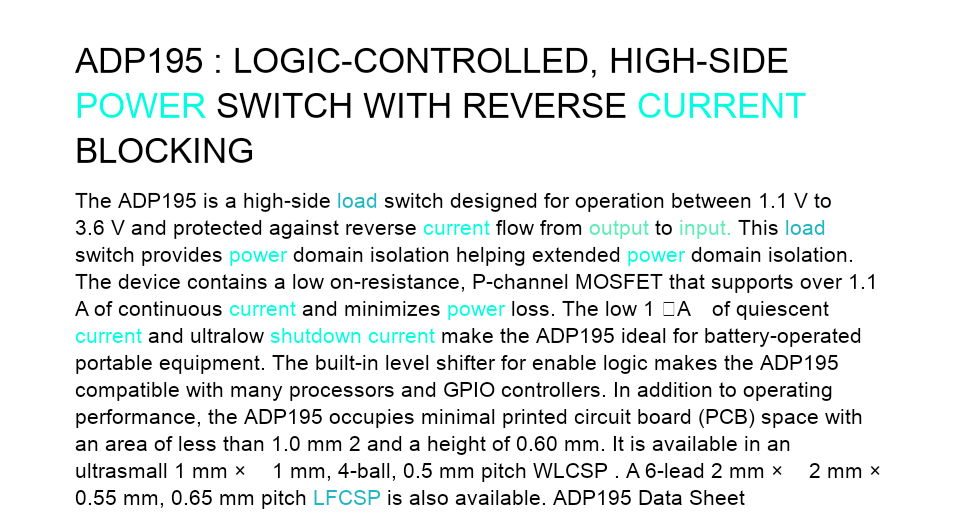 ADP195 : LOGIC-CONTROLLED, HIGH-SIDE
POWER SWITCH WITH REVERSE CURRENT
BLOCKING
The ADP195 is a high-side load switch designed for operation between 1.1 V to
3.6 V and protected against reverse current flow from output to input. This load
switch provides power domain isolation helping extended power domain isolation.
The device contains a low on-resistance, P-channel MOSFET that supports over 1.1
A of continuous current and minimizes power loss. The low 1 □A of quiescent
current and ultralow shutdown current make the ADP195 ideal for battery-operated
portable equipment. The built-in level shifter for enable logic makes the ADP195
compatible with many processors and GPIO controllers. In addition to operating
performance, the ADP195 occupies minimal printed circuit board (PCB) space with
an area of less than 1.0 mm 2 and a height of 0.60 mm. It is available in an
ultrasmall 1 mm × 1 mm, 4-ball, 0.5 mm pitch WLCSP . A 6-lead 2 mm × 2 mm ×
0.55 mm, 0.65 mm pitch LFCSP is also available. ADP195 Data Sheet